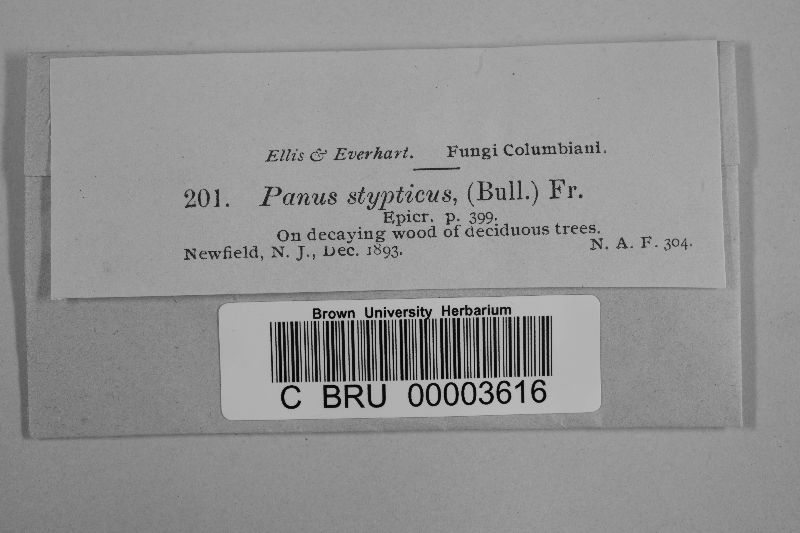 Ellis & Everhart. Fungi Columbiani.
201. Panus stypticus, (Bull.) Fr.
Epicr. p. 399.
On decaying wood of deciduous trees.
Newfield, N. J., Dec. 1893. N. A. F. 304.
Brown University Herbarium
C BRU 00003616